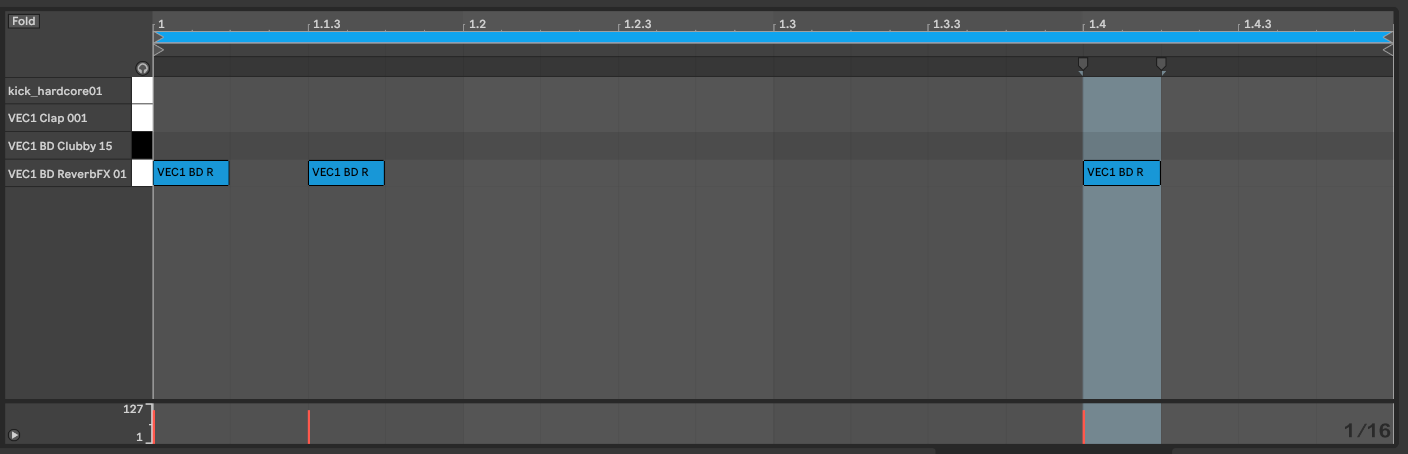 Fold
1 1.1.3 1.2 1.2.3 1.3 1.3.3 1.4 1.4.3
kick_hardcore01
VEC1 Clap 001
VEC1 BD Clubby 15
VEC1 BD ReverbFX 01 VEC1 BD R VEC1 BD R VEC1 BD R
127
1
1/16